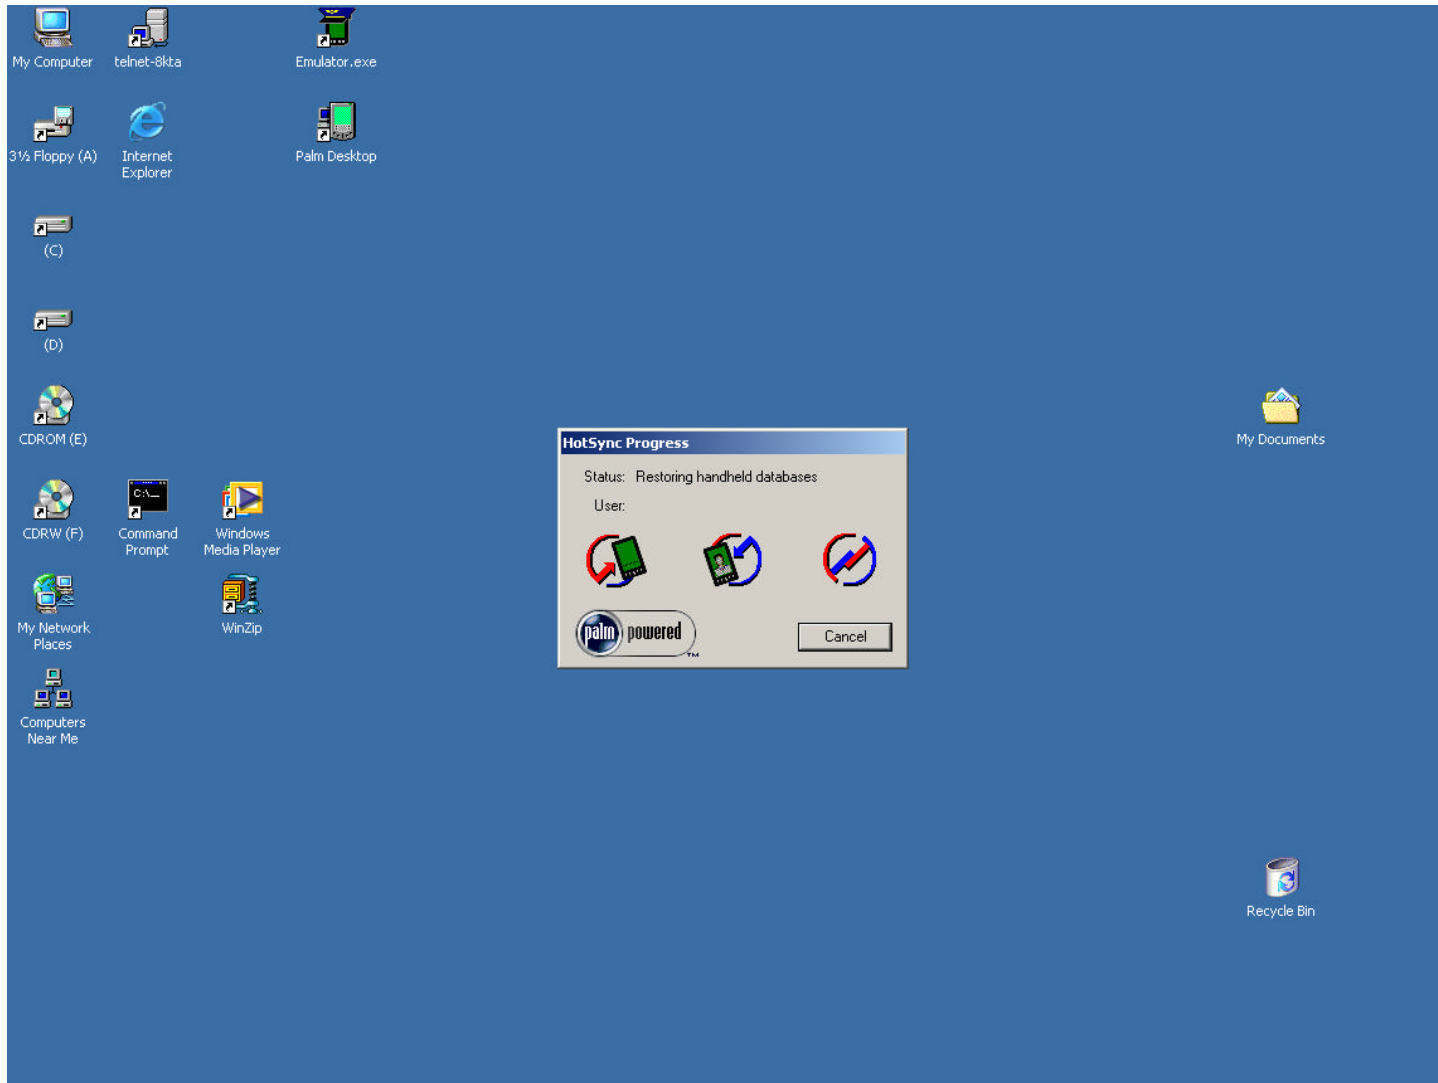 My Computer
telnet-8kta
Emulator.exe
3½ Floppy (A)
Internet
Explorer
Palm Desktop
(C)
(D)
CDROM (E)
My Documents
HotSync Progress
Status: Restoring handheld databases
User:
palm powered
TM
Cancel
CDRW (F)
C:\_
Command
Prompt
Windows
Media Player
My Network
Places
WinZip
Computers
Near Me
Recycle Bin